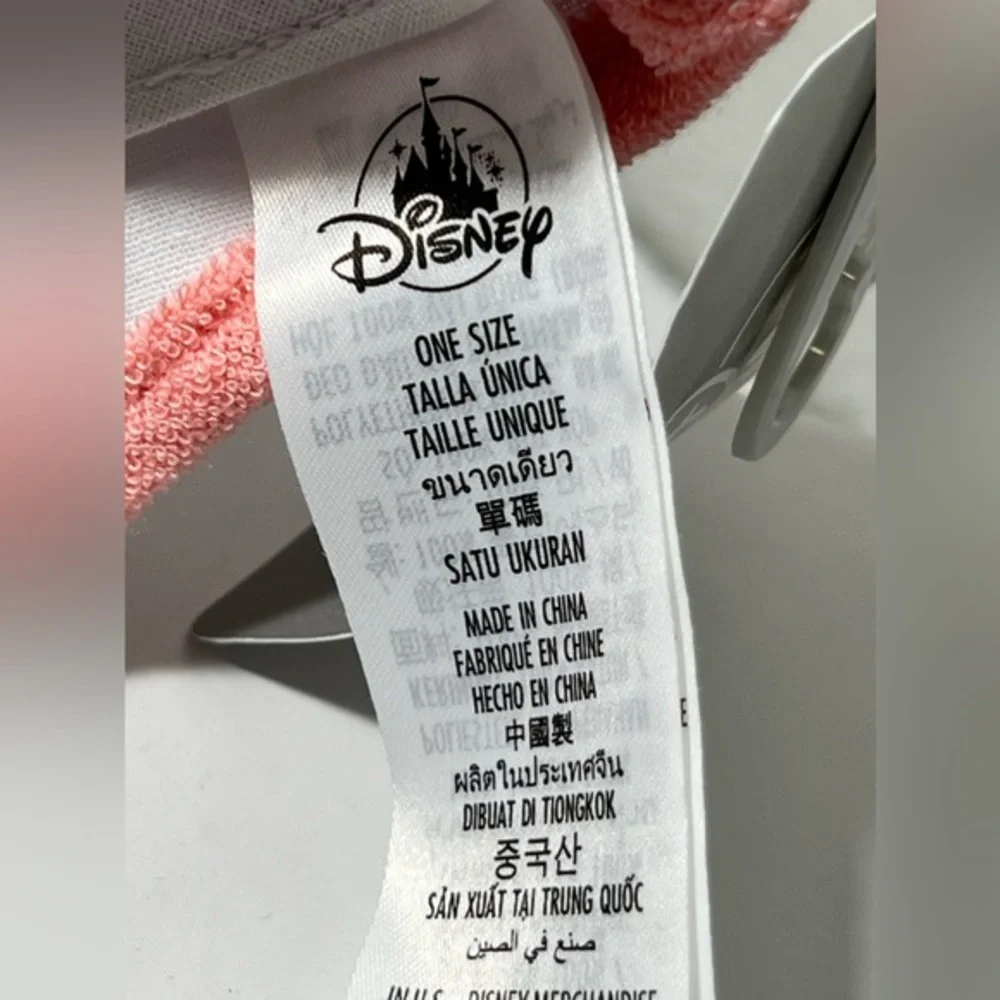 Disney
ONE SIZE
TALLA ÚNICA
TAILLE UNIQUE
ขนาดเดียว
單碼
SATU UKURAN
MADE IN CHINA
FABRIQUÉ EN CHINE
HECHO EN CHINA
中國製
ผลิตในประเทศจีน
DIBUAT DI TIONGKOK
중국산
SẢN XUẤT TẠI TRUNG QUỐC
صنع في الصين
IN U.S. DISNEY MERCHANDISE